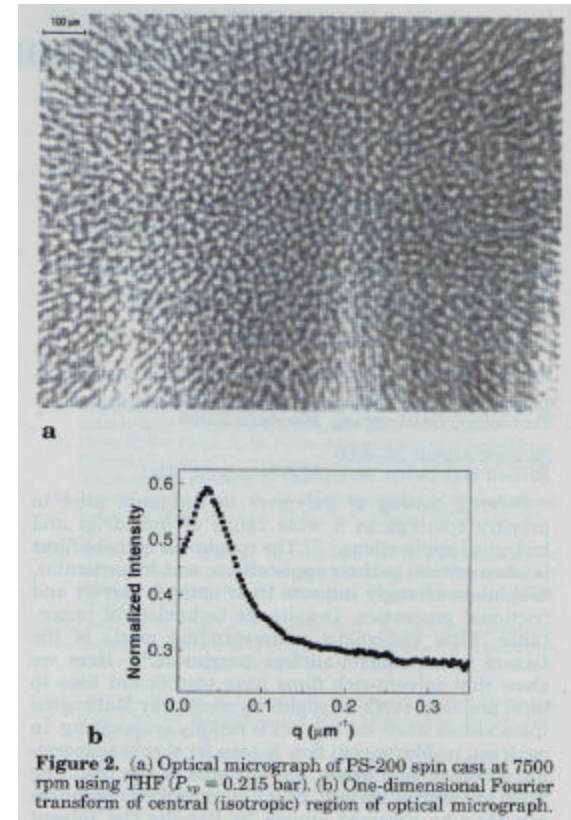 100 μm
a
0.6
0.5
0.4
0.3
Normalized Intensity
0.0 0.1 0.2 0.3
q (μm⁻¹)
b
Figure 2. (a) Optical micrograph of PS-200 spin cast at 7500
rpm using THF (Pvp = 0.215 bar). (b) One-dimensional Fourier
transform of central (isotropic) region of optical micrograph.